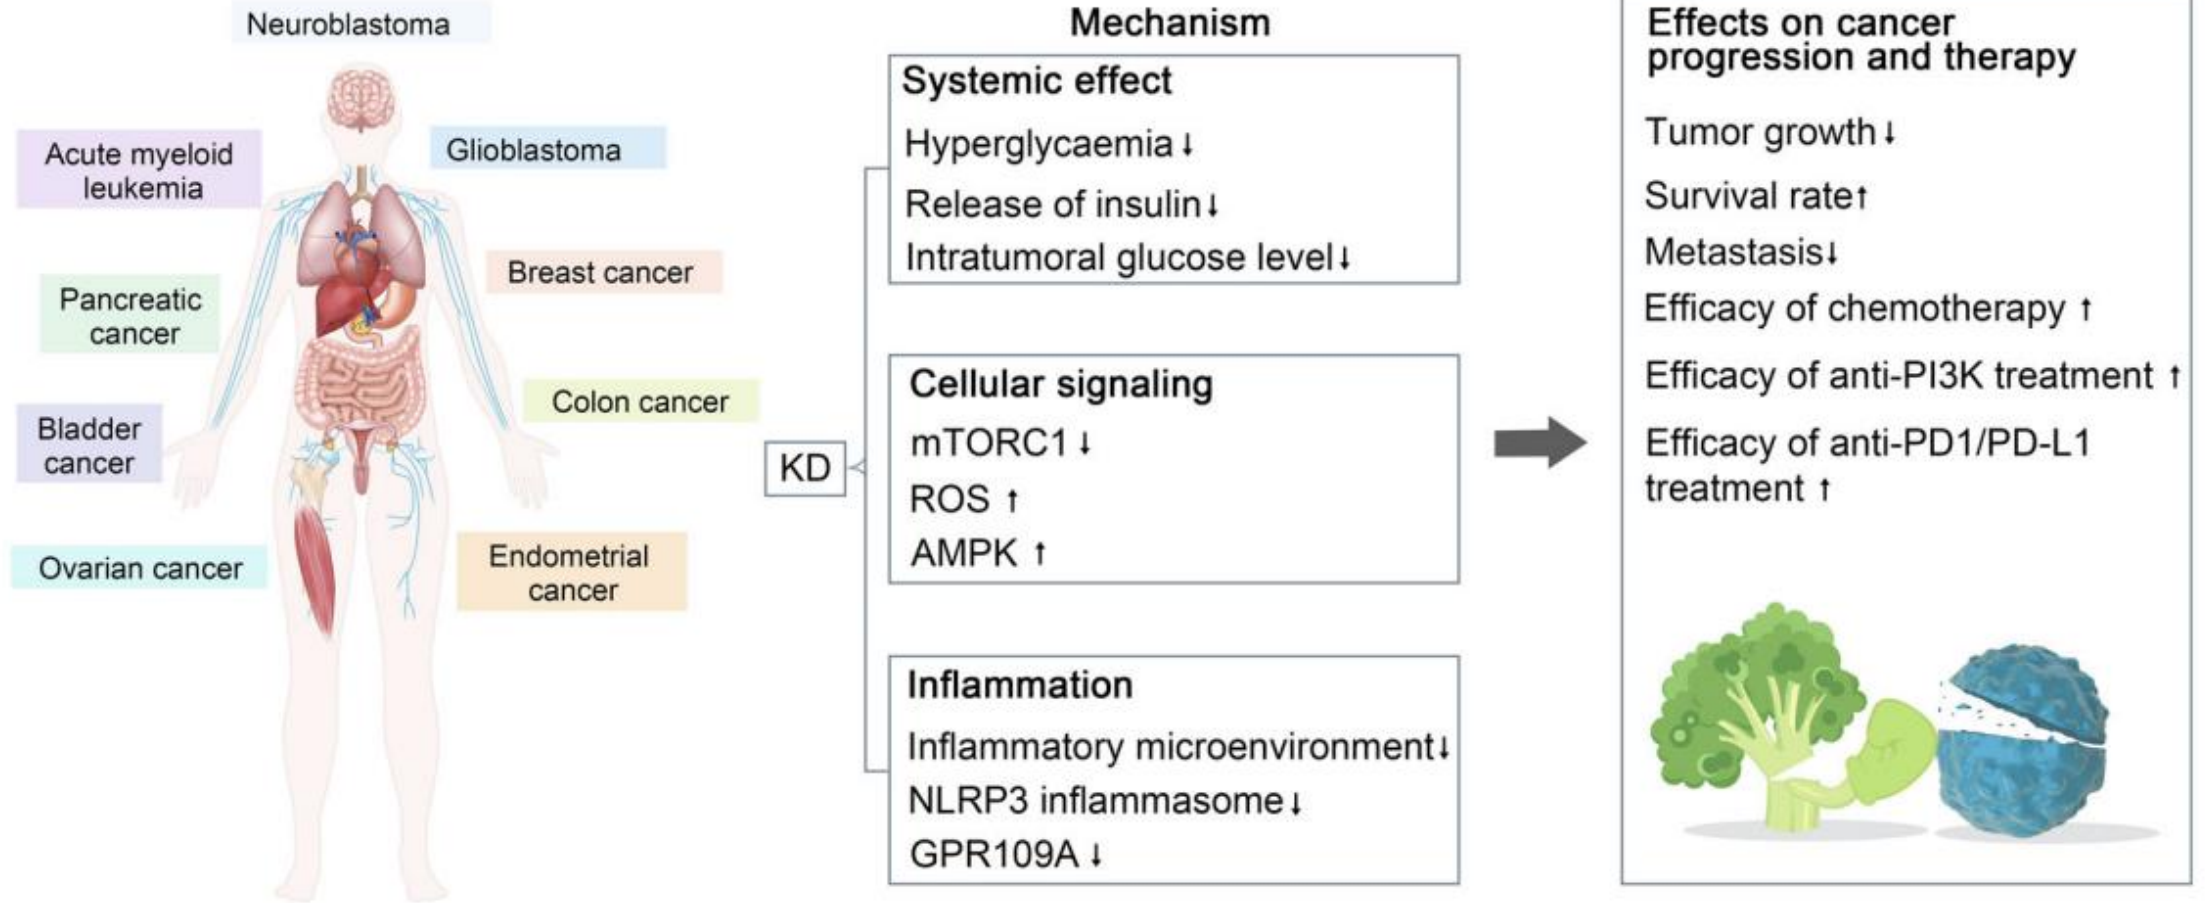 Neuroblastoma
Acute myeloid
leukemia
Glioblastoma
Breast cancer
Pancreatic
cancer
Colon cancer
Bladder
cancer
Ovarian cancer
Endometrial
cancer
KD
Mechanism
Systemic effect
Hyperglycaemia↓
Release of insulin↓
Intratumoral glucose level↓
Cellular signaling
mTORC1↓
ROS ↑
AMPK ↑
Inflammation
Inflammatory microenvironment↓
NLRP3 inflammasome↓
GPR109A↓
Effects on cancer
progression and therapy
Tumor growth↓
Survival rate↑
Metastasis↓
Efficacy of chemotherapy ↑
Efficacy of anti-PI3K treatment ↑
Efficacy of anti-PD1/PD-L1
treatment ↑